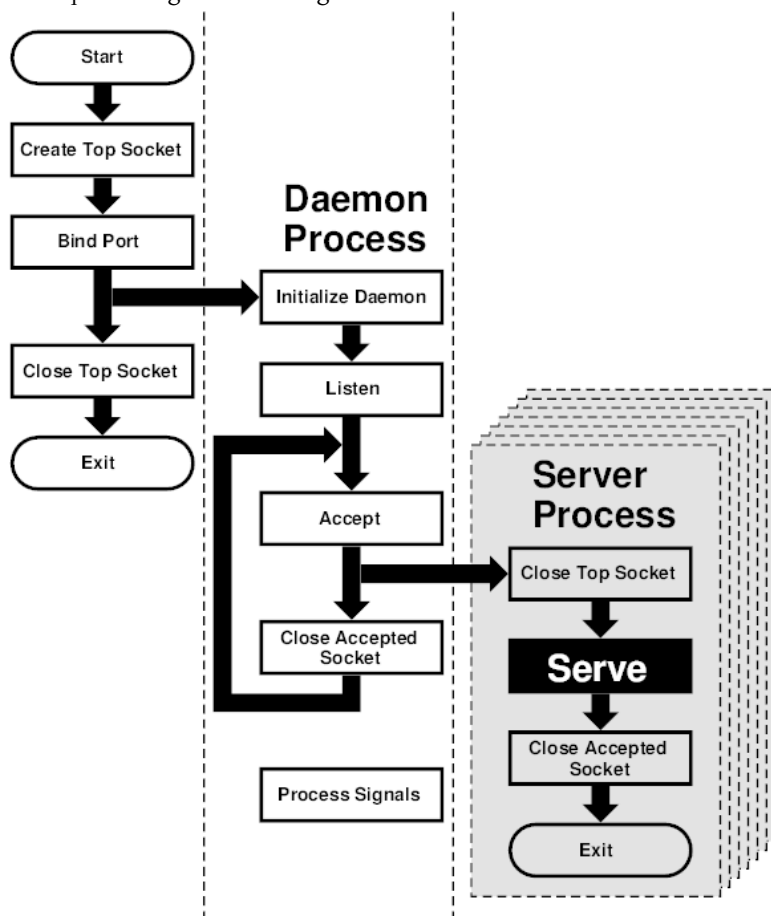 Start
Create Top Socket
Bind Port
Close Top Socket
Exit
Daemon
Process
Initialize Daemon
Listen
Accept
Close Accepted
Socket
Process Signals
Server
Process
Close Top Socket
Serve
Close Accepted
Socket
Exit